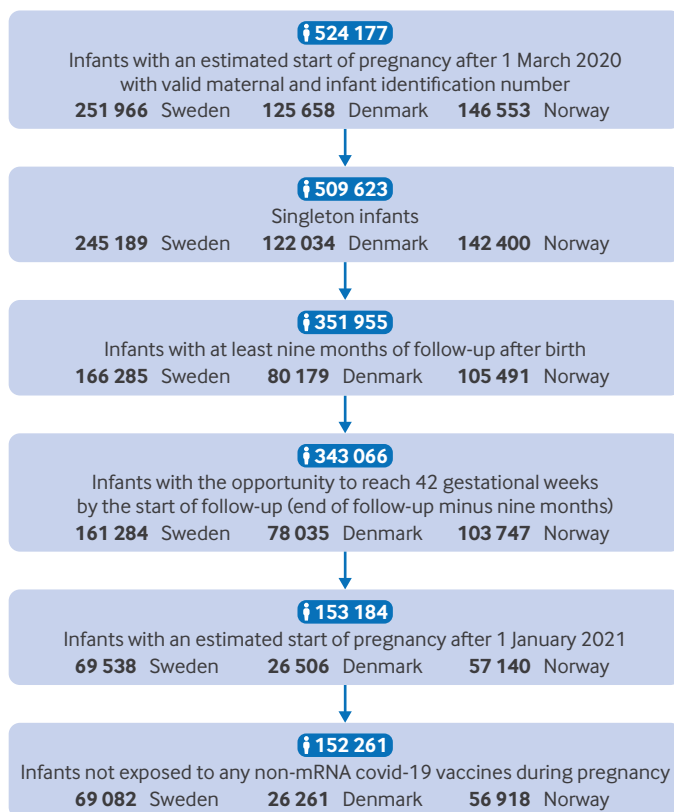 524 177
Infants with an estimated start of pregnancy after 1 March 2020
with valid maternal and infant identification number
251 966 Sweden 125 658 Denmark 146 553 Norway
509 623
Singleton infants
245 189 Sweden 122 034 Denmark 142 400 Norway
351 955
Infants with at least nine months of follow-up after birth
166 285 Sweden 80 179 Denmark 105 491 Norway
343 066
Infants with the opportunity to reach 42 gestational weeks
by the start of follow-up (end of follow-up minus nine months)
161 284 Sweden 78 035 Denmark 103 747 Norway
153 184
Infants with an estimated start of pregnancy after 1 January 2021
69 538 Sweden 26 506 Denmark 57 140 Norway
152 261
Infants not exposed to any non-mRNA covid-19 vaccines during pregnancy
69 082 Sweden 26 261 Denmark 56 918 Norway